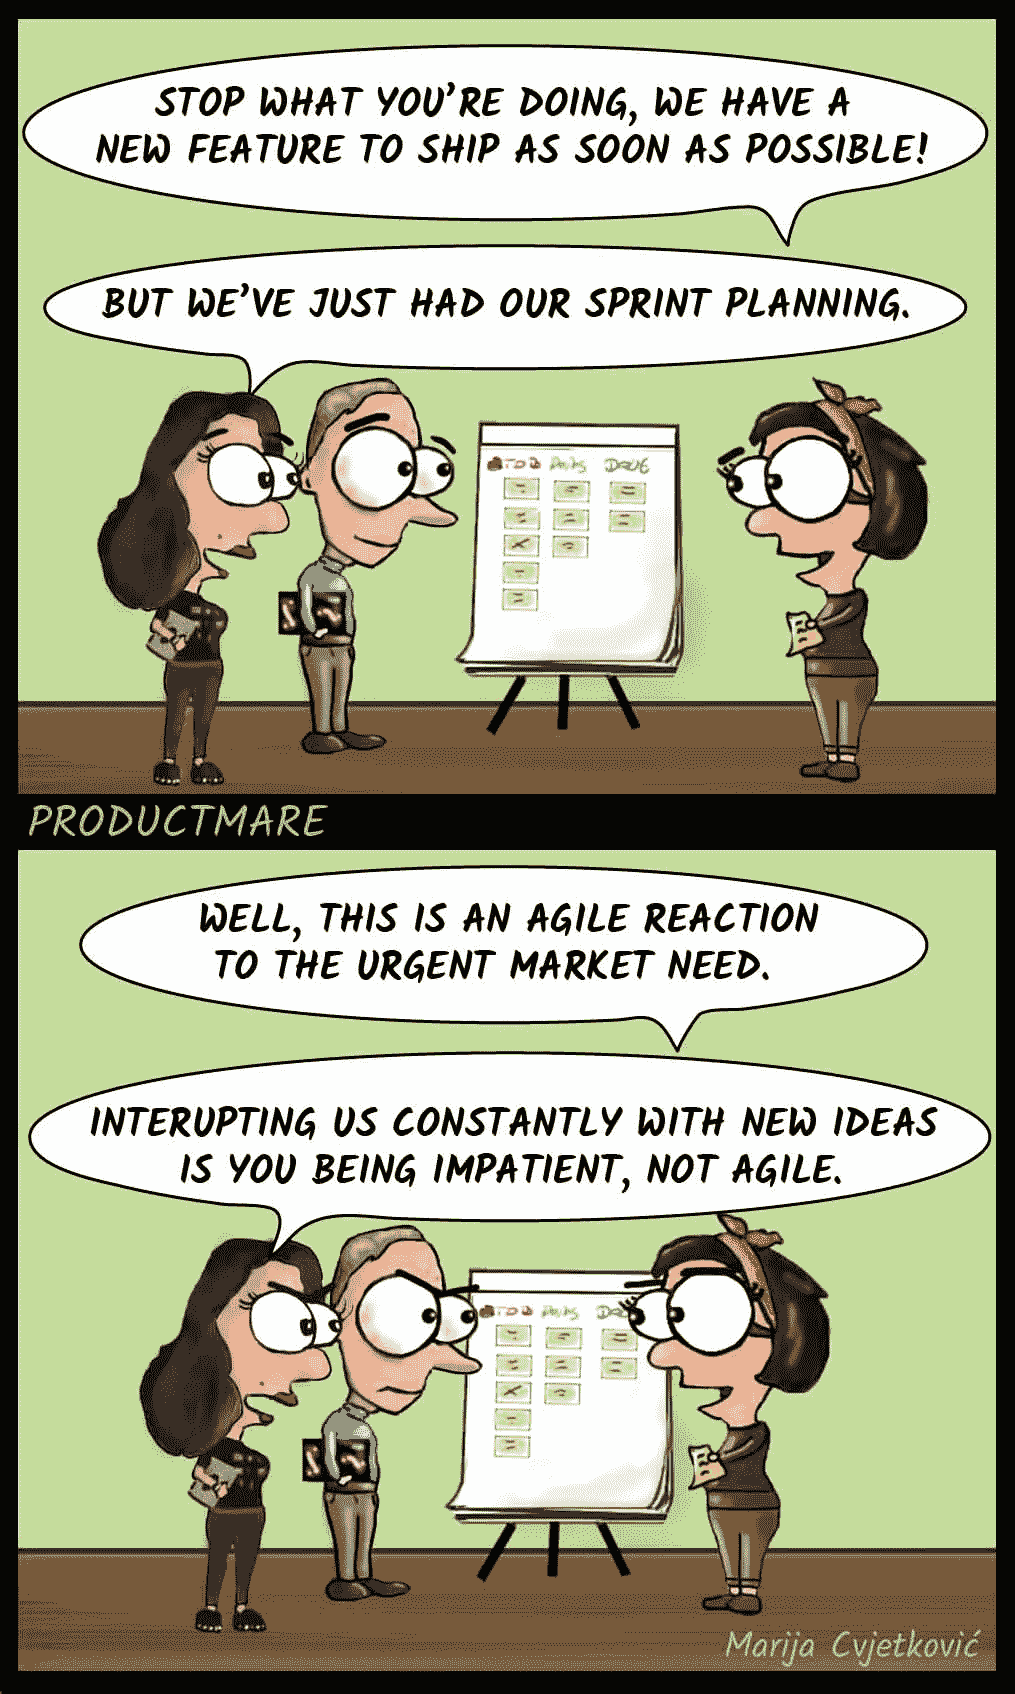 STOP WHAT YOU'RE DOING, WE HAVE A
NEW FEATURE TO SHIP AS SOON AS POSSIBLE!
BUT WE'VE JUST HAD OUR SPRINT PLANNING.
PRODUCTMARE
WELL, THIS IS AN AGILE REACTION
TO THE URGENT MARKET NEED.
INTERUPTING US CONSTANTLY WITH NEW IDEAS
IS YOU BEING IMPATIENT, NOT AGILE.
Marija Cvjetković